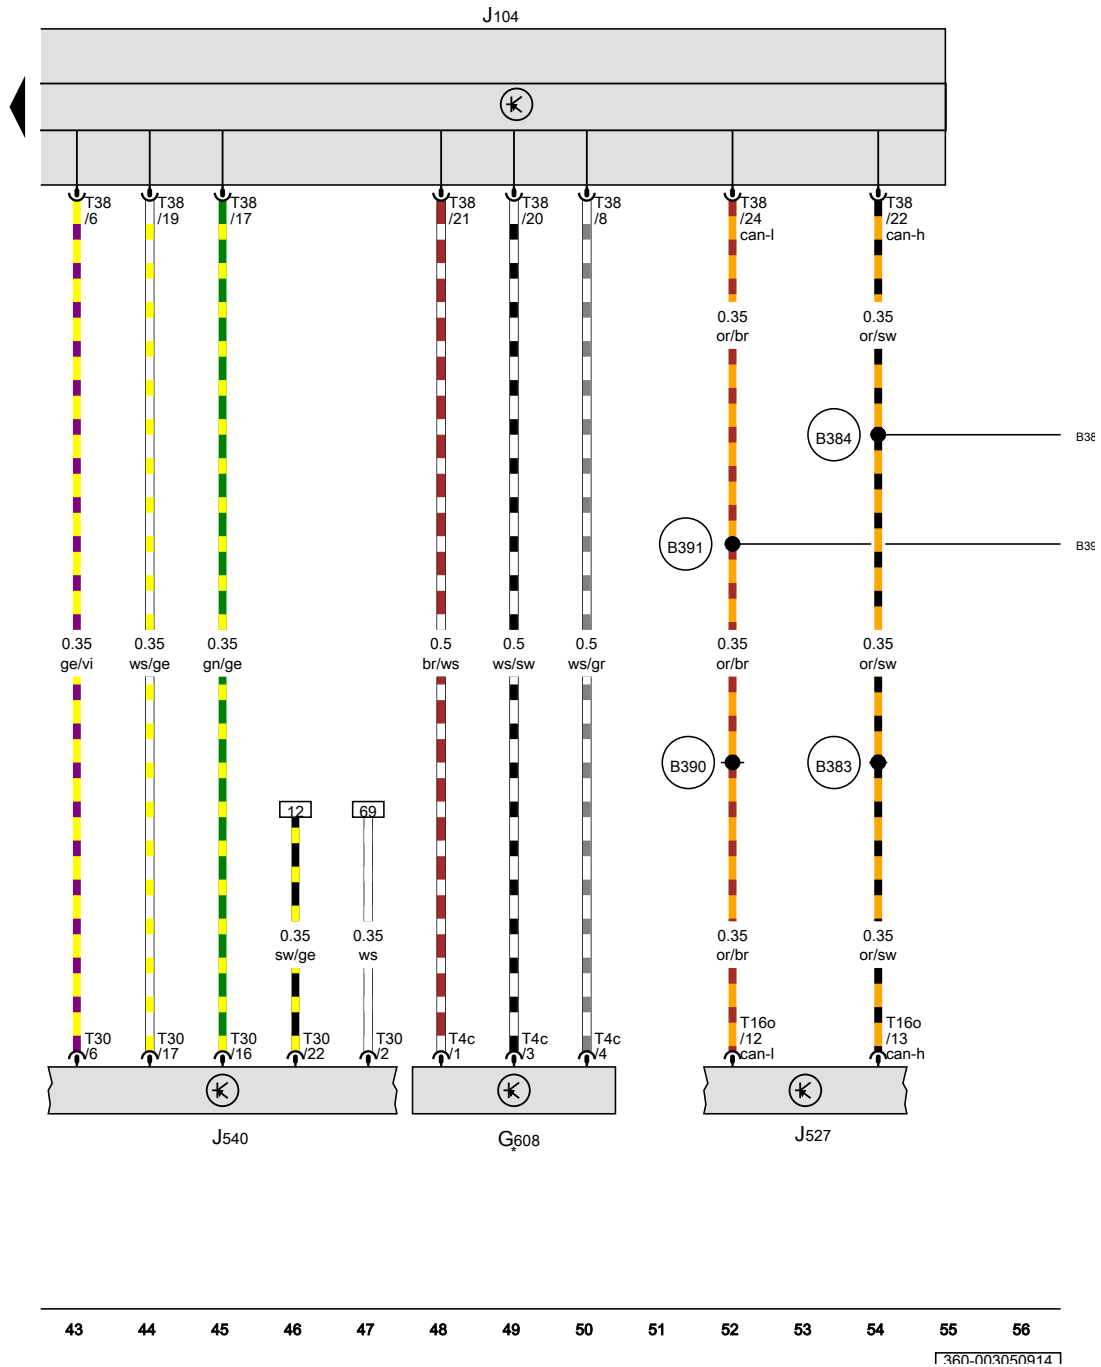 J104
T38 T38 T38 T38 T38 T38 T38 T38
/6 /19 /17 /21 /20 /8 /24 /22
can-l can-h
0.35 0.35
or/br or/sw
B384
B38
B391
B39
0.35 0.35 0.35 0.5 0.5 0.5 0.35 0.35
ge/vi ws/ge gn/ge br/ws ws/sw ws/gr or/br or/sw
B390 B383
12 69
0.35 0.35 0.35 0.35
sw/ge ws or/br or/sw
T16o T16o
T30 T30 T30 T30 T30 T4c T4c T4c /12 /13
/6 /17 /16 /22 /2 /1 /3 /4 can-l can-h
J540 G608 J527
*
43 44 45 46 47 48 49 50 51 52 53 54 55 56
360-003050914